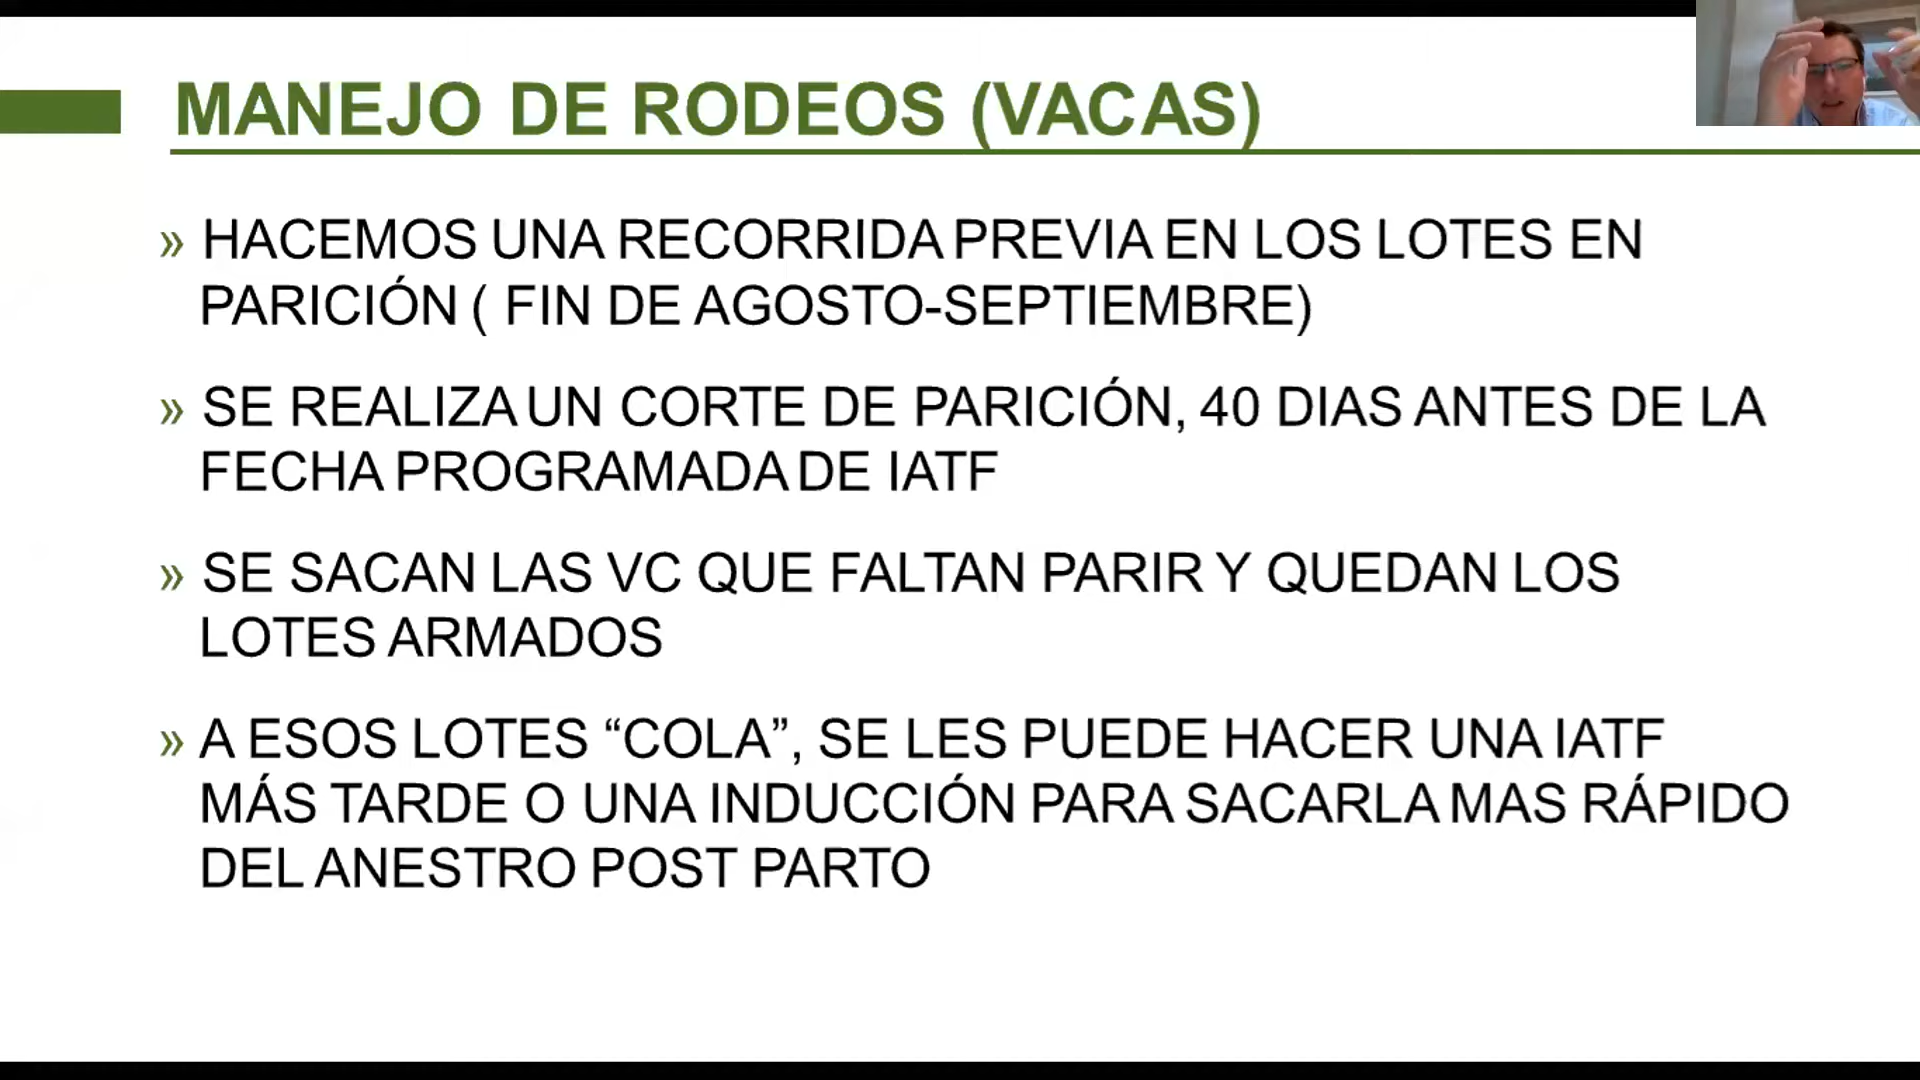 MANEJO DE RODEOS (VACAS)
» HACEMOS UNA RECORRIDA PREVIA EN LOS LOTES EN
PARICIÓN ( FIN DE AGOSTO-SEPTIEMBRE)
» SE REALIZA UN CORTE DE PARICIÓN, 40 DIAS ANTES DE LA
FECHA PROGRAMADA DE IATF
» SE SACAN LAS VC QUE FALTAN PARIR Y QUEDAN LOS
LOTES ARMADOS
» A ESOS LOTES “COLA”, SE LES PUEDE HACER UNA IATF
MÁS TARDE O UNA INDUCCIÓN PARA SACARLA MAS RÁPIDO
DEL ANESTRO POST PARTO